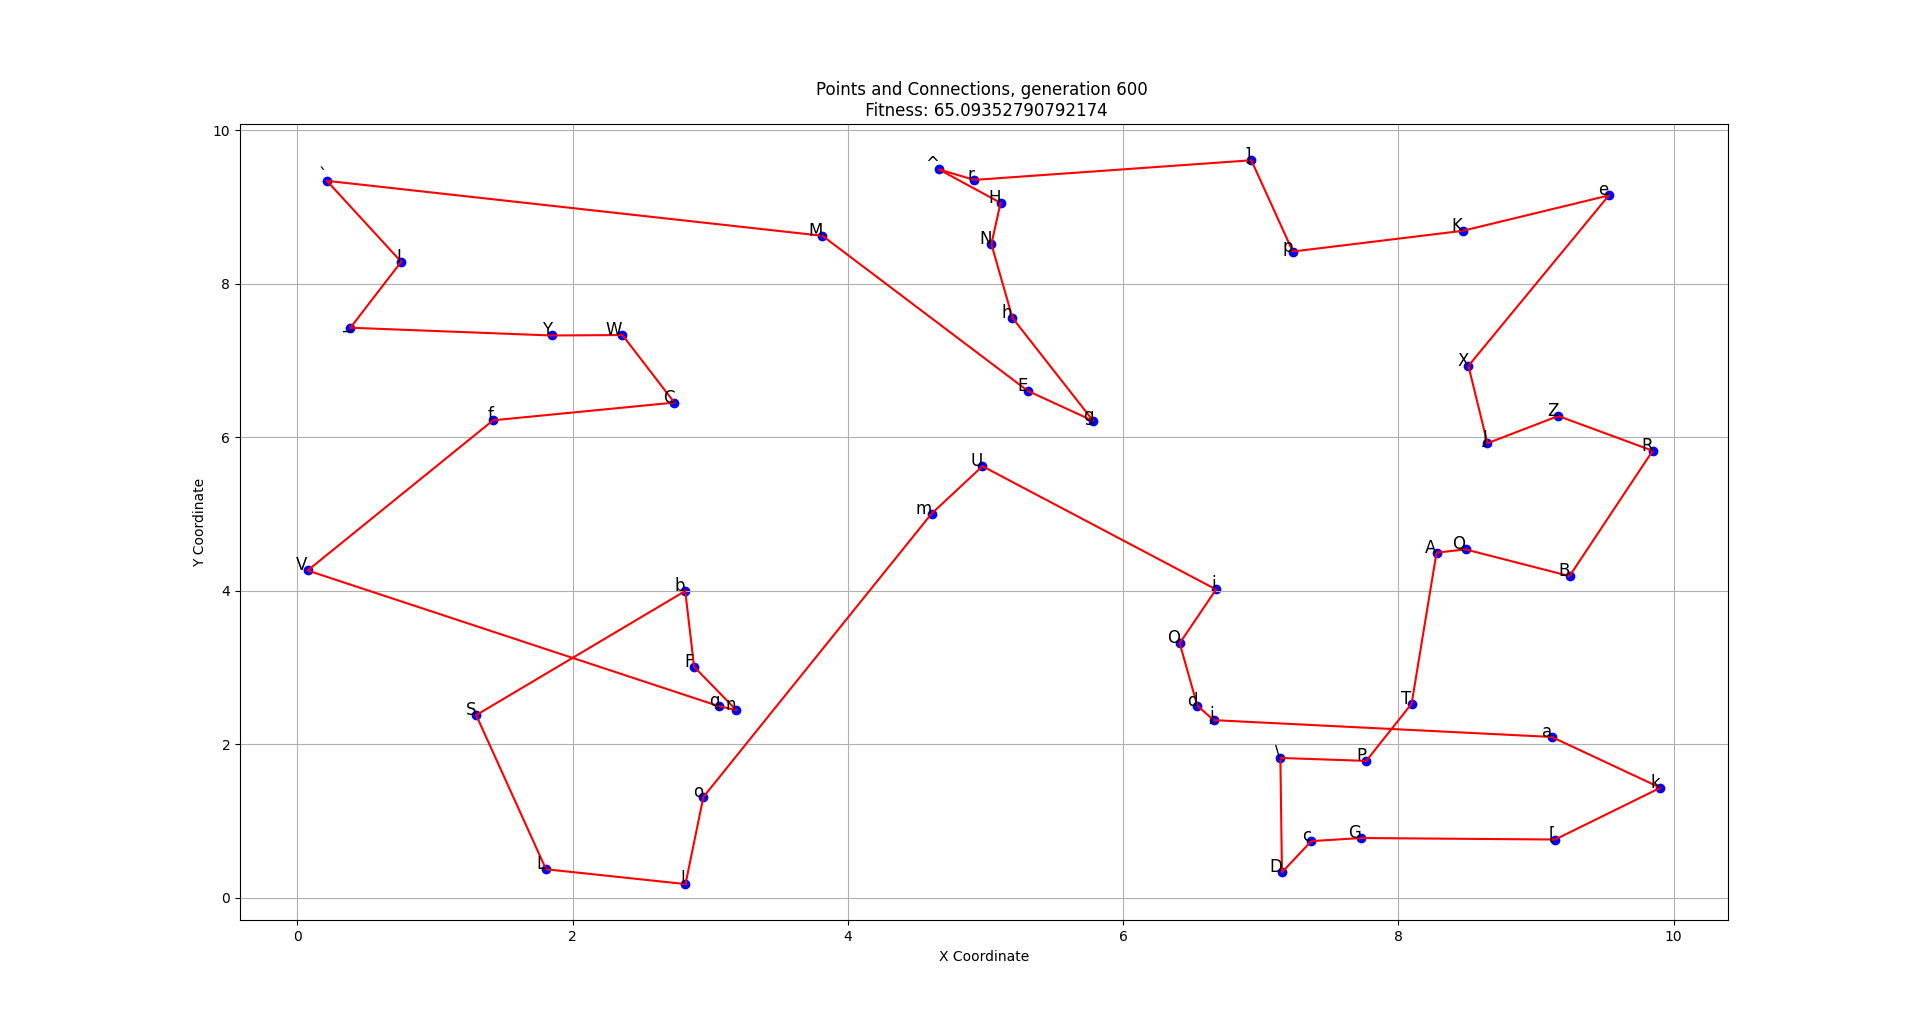 Points and Connections, generation 600
Fitness: 65.09352790792174
10
8
6
4
2
0
Y Coordinate
0
2
4
6
8
10
X Coordinate
`
M
^
r
H
N
h
E
g
]
p
K
e
X
Z
R
B
A
T
P
\
D
c
G
[
k
a
d
U
m
_
Y
W
C
f
V
b
F
n
q
S
L
o